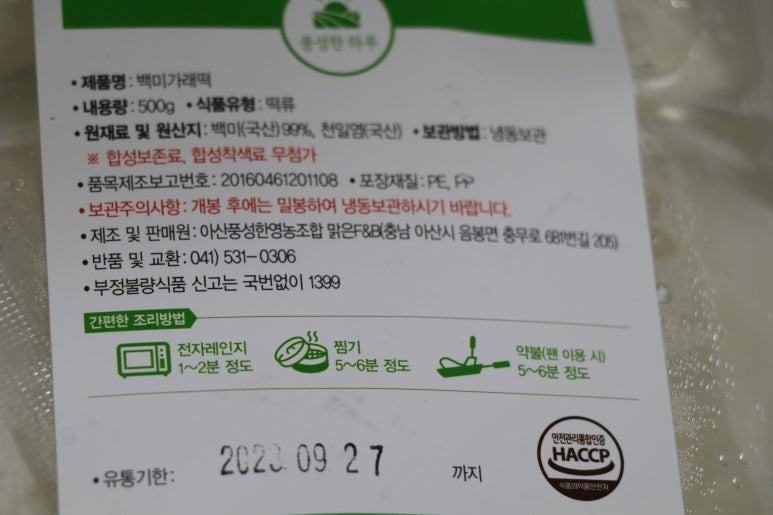 풍성한 하루
• 제품명 : 백미가래떡
• 내용량 : 500g • 식품유형 : 떡류
• 원재료 및 원산지 : 백미(국산) 99%, 천일염(국산) • 보관방법 : 냉동보관
※ 합성보존료, 합성착색료 무첨가
• 품목제조보고번호 : 20160461201108 • 포장재질 : PE, PP
• 보관주의사항 : 개봉 후에는 밀봉하여 냉동보관하시기 바랍니다.
• 제조 및 판매원 : 아산풍성한영농조합 맑은F&B(충남 아산시 음봉면 충무로 681번길 205)
• 반품 및 교환 : 041) 531-0306
• 부정불량식품 신고는 국번없이 1399
간편한 조리방법
전자레인지
1~2분 정도
찜기
5~6분 정도
약불(팬 이용 시)
5~6분 정도
• 유통기한 : 2023.09.27 까지
안전관리통합인증
HACCP
식품의약품안전처